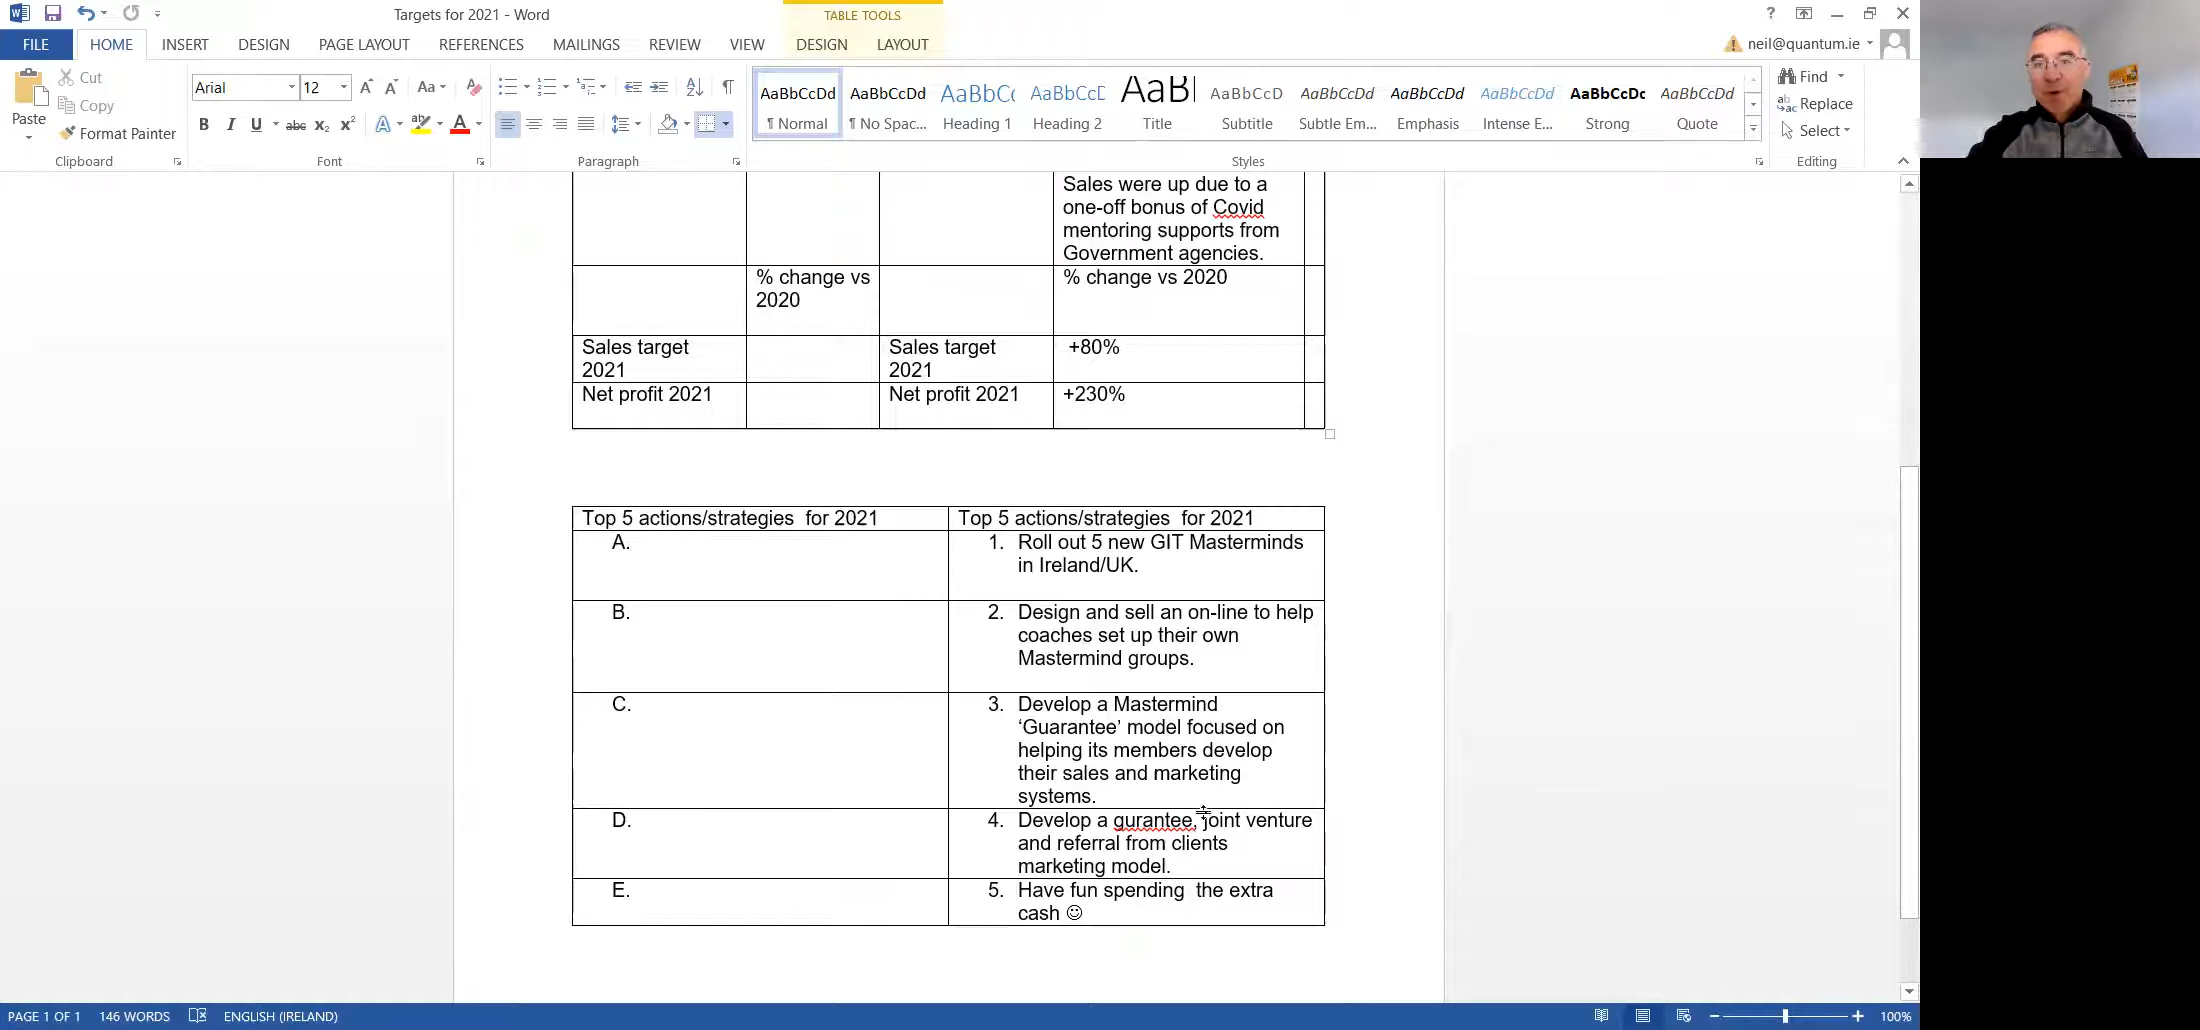 Targets for 2021 - Word
TABLE TOOLS
?
FILE
HOME
INSERT
DESIGN
PAGE LAYOUT
REFERENCES
MAILINGS
REVIEW
VIEW
DESIGN
LAYOUT
neil@quantum.ie
Paste
Cut
Copy
Format Painter
Clipboard
Arial
12
Font
Paragraph
AaBbCcDd
AaBbCcDd
AaBbCc
AaBbCcD
AaB
AaBbCcD
AaBbCcDd
AaBbCcDd
AaBbCcDd
AaBbCcDc
AaBbCcDd
¶ Normal
¶ No Spac...
Heading 1
Heading 2
Title
Subtitle
Subtle Em...
Emphasis
Intense E...
Strong
Quote
Styles
Find
Replace
Select
Editing
Sales were up due to a
one-off bonus of Covid
mentoring supports from
Government agencies.
% change vs
2020
% change vs 2020
Sales target
2021
Sales target
2021
+80%
Net profit 2021
Net profit 2021
+230%
Top 5 actions/strategies  for 2021
Top 5 actions/strategies  for 2021
A.
1. Roll out 5 new GIT Masterminds
in Ireland/UK.
B.
2. Design and sell an on-line to help
coaches set up their own
Mastermind groups.
C.
3. Develop a Mastermind
‘Guarantee’ model focused on
helping its members develop
their sales and marketing
systems.
D.
4. Develop a gurantee, joint venture
and referral from clients
marketing model.
E.
5. Have fun spending  the extra
cash ☺
PAGE 1 OF 1
146 WORDS
ENGLISH (IRELAND)
100%